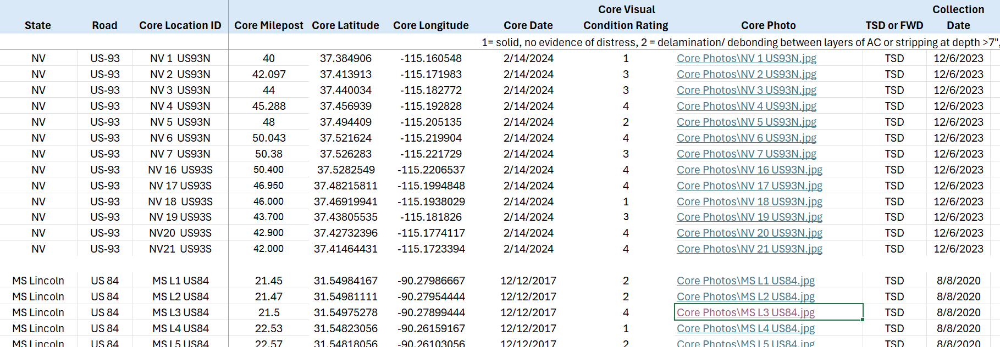 State Road Core Location ID Core Milepost Core Latitude Core Longitude Core Date Core Visual Condition Rating Core Photo TSD or FWD Collection Date
1= solid, no evidence of distress, 2 = delamination/ debonding between layers of AC or stripping at depth >7",
NV US-93 NV 1 US93N 40 37.384906 -115.160548 2/14/2024 1 Core Photos\NV 1 US93N.jpg TSD 12/6/2023
NV US-93 NV 2 US93N 42.097 37.413913 -115.171983 2/14/2024 3 Core Photos\NV 2 US93N.jpg TSD 12/6/2023
NV US-93 NV 3 US93N 44 37.440034 -115.182772 2/14/2024 3 Core Photos\NV 3 US93N.jpg TSD 12/6/2023
NV US-93 NV 4 US93N 45.288 37.456939 -115.192828 2/14/2024 4 Core Photos\NV 4 US93N.jpg TSD 12/6/2023
NV US-93 NV 5 US93N 48 37.494409 -115.205135 2/14/2024 2 Core Photos\NV 5 US93N.jpg TSD 12/6/2023
NV US-93 NV 6 US93N 50.043 37.521624 -115.219904 2/14/2024 4 Core Photos\NV 6 US93N.jpg TSD 12/6/2023
NV US-93 NV 7 US93N 50.38 37.526283 -115.221729 2/14/2024 3 Core Photos\NV 7 US93N.jpg TSD 12/6/2023
NV US-93 NV 16 US93S 50.400 37.5282549 -115.2206537 2/14/2024 4 Core Photos\NV 16 US93N.jpg TSD 12/6/2023
NV US-93 NV 17 US93S 46.950 37.48215811 -115.1994848 2/14/2024 4 Core Photos\NV 17 US93N.jpg TSD 12/6/2023
NV US-93 NV 18 US93S 46.000 37.46919941 -115.1938029 2/14/2024 1 Core Photos\NV 18 US93N.jpg TSD 12/6/2023
NV US-93 NV 19 US93S 43.700 37.43805535 -115.181826 2/14/2024 3 Core Photos\NV 19 US93N.jpg TSD 12/6/2023
NV US-93 NV20 US93S 42.900 37.42732396 -115.1774117 2/14/2024 4 Core Photos\NV 20 US93N.jpg TSD 12/6/2023
NV US-93 NV21 US93S 42.000 37.41464431 -115.1723394 2/14/2024 4 Core Photos\NV 21 US93N.jpg TSD 12/6/2023
MS Lincoln US 84 MS L1 US84 21.45 31.54984167 -90.27986667 12/12/2017 2 Core Photos\MS L1 US84.jpg TSD 8/8/2020
MS Lincoln US 84 MS L2 US84 21.47 31.54981111 -90.27954444 12/12/2017 2 Core Photos\MS L2 US84.jpg TSD 8/8/2020
MS Lincoln US 84 MS L3 US84 21.5 31.54975278 -90.27899444 12/12/2017 4 Core Photos\MS L3 US84.jpg TSD 8/8/2020
MS Lincoln US 84 MS L4 US84 22.53 31.54823056 -90.26159167 12/12/2017 1 Core Photos\MS L4 US84.jpg TSD 8/8/2020
MS Lincoln US 84 MS L5 US84 22.57 31.54818056 -90.26103056 12/12/2017 2 Core Photos\MS L5 US84.jpg TSD 8/8/2020